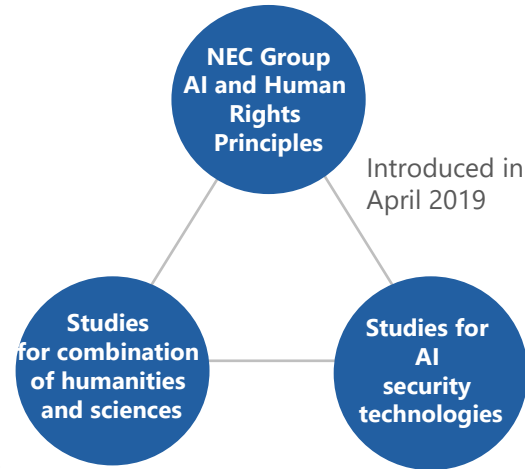 NEC Group
AI and Human
Rights
Principles
Introduced in
April 2019
Studies
for combination
of humanities
and sciences
Studies for
AI
security
technologies